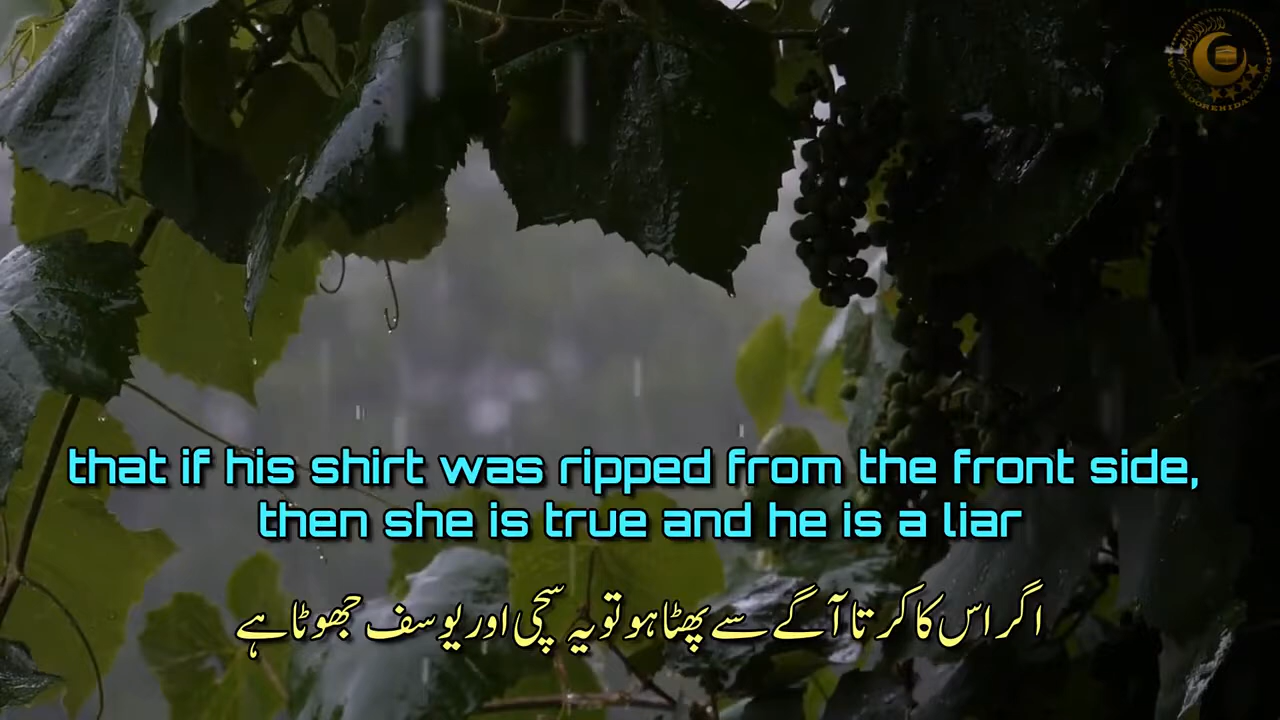 that if his shirt was ripped from the front side,
then she is true and he is a liar
اگر اس کا کرتا آگے سے پھٹا ہو تو یہ سچی اور یوسف جھوٹا ہے